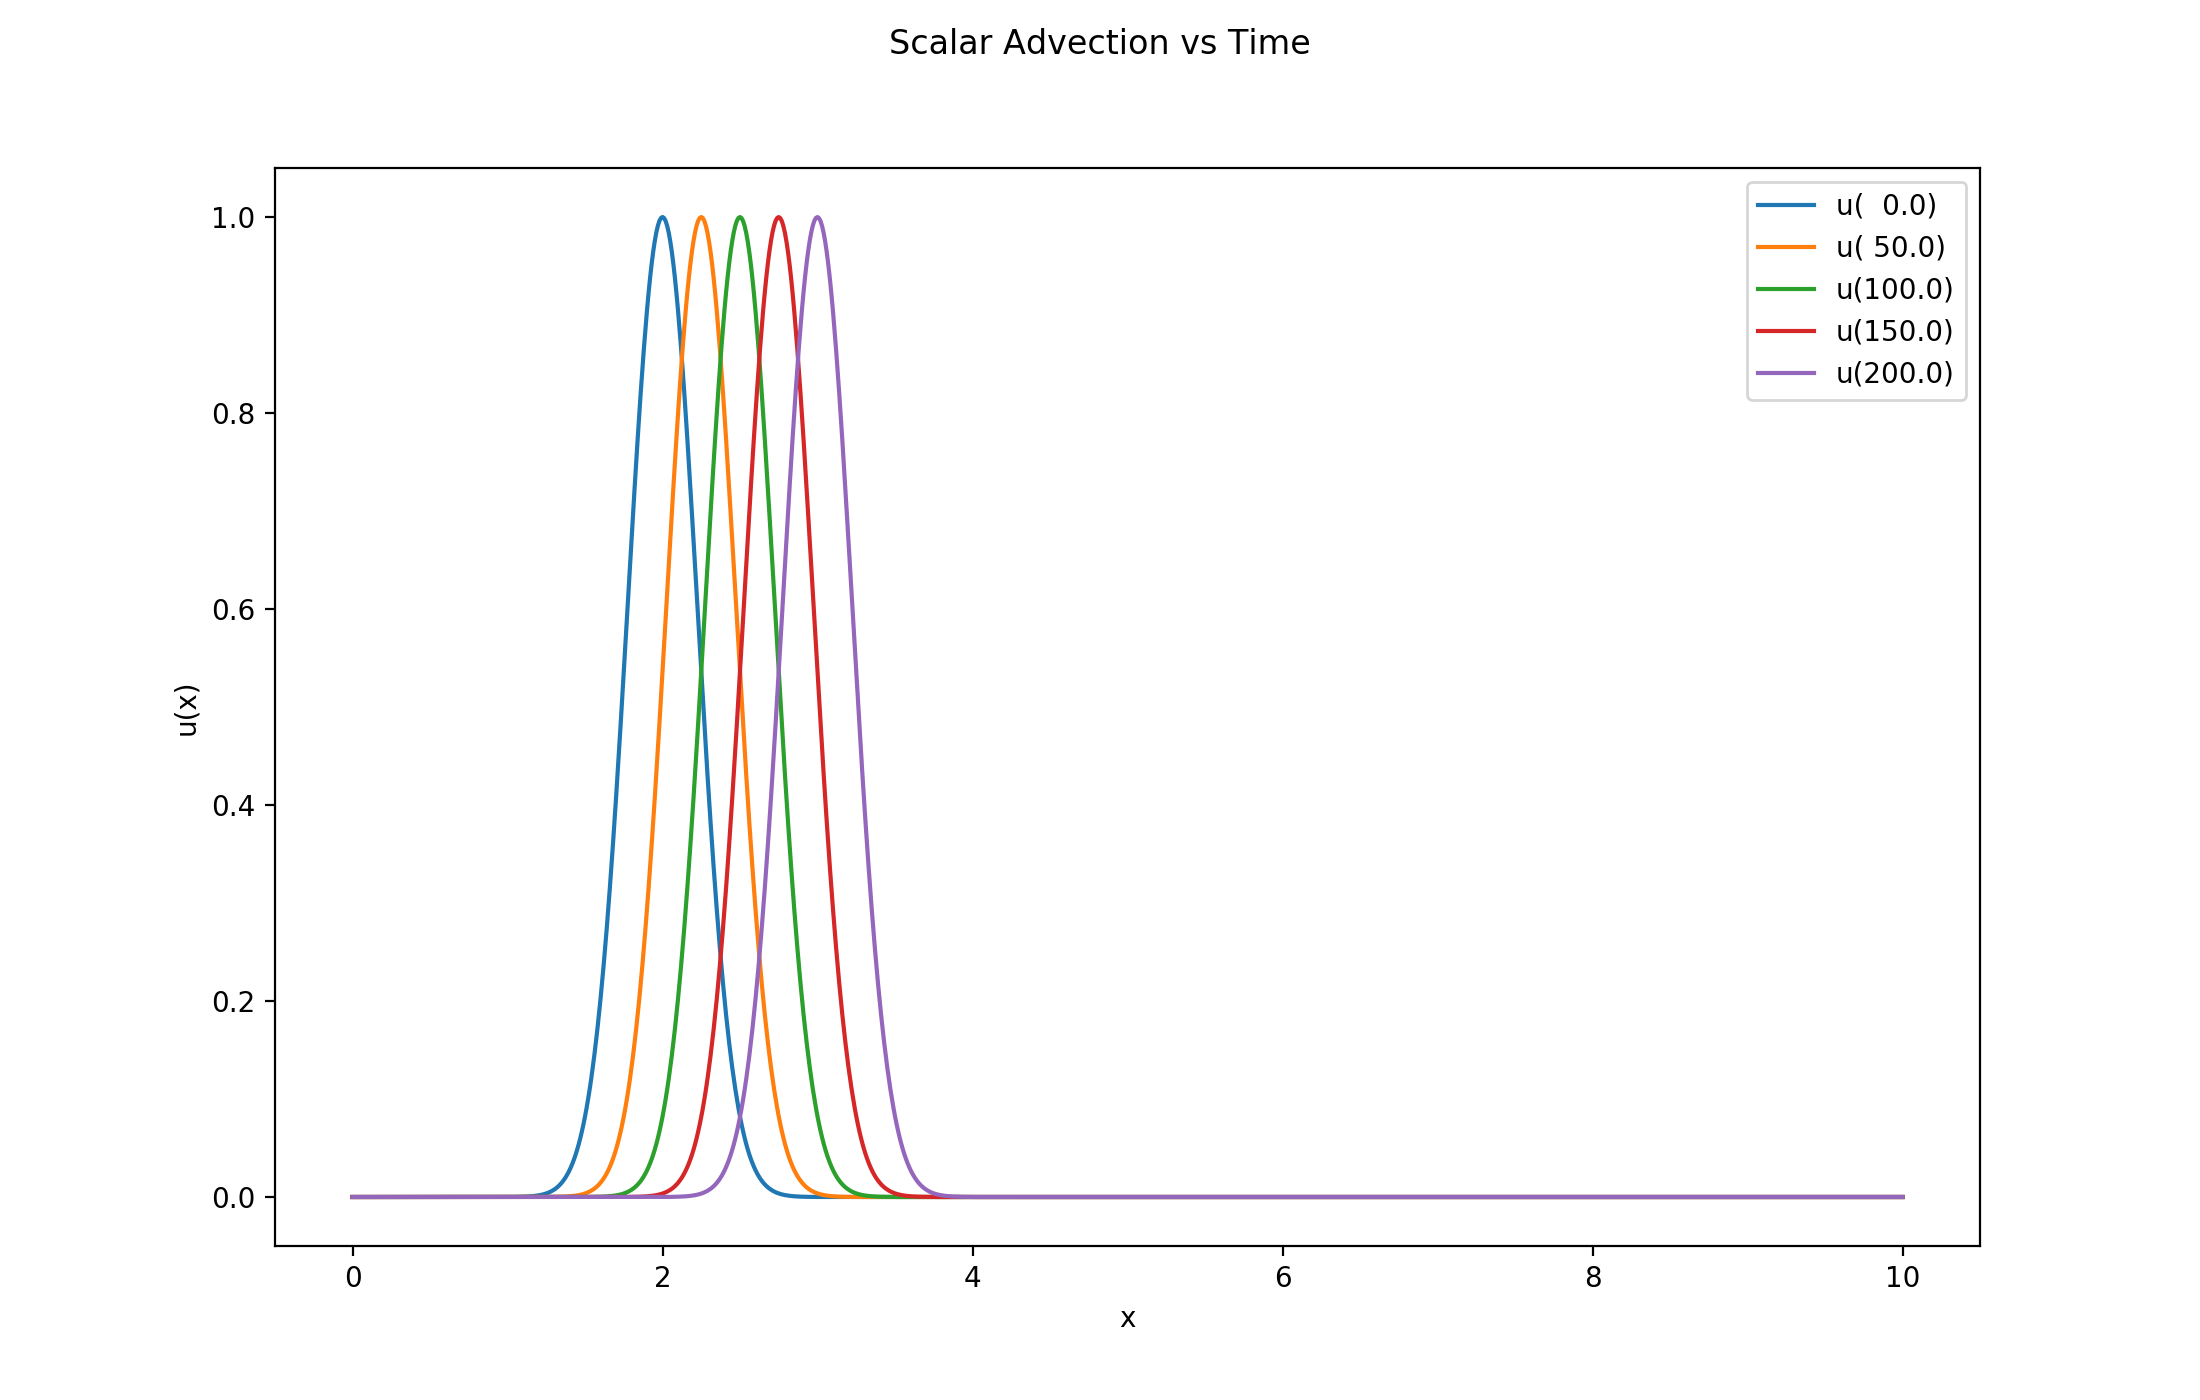 Scalar Advection vs Time
u(  0.0)
u( 50.0)
u(100.0)
u(150.0)
u(200.0)
1.0
0.8
0.6
0.4
0.2
0.0
u(x)
0 2 4 6 8 10
x